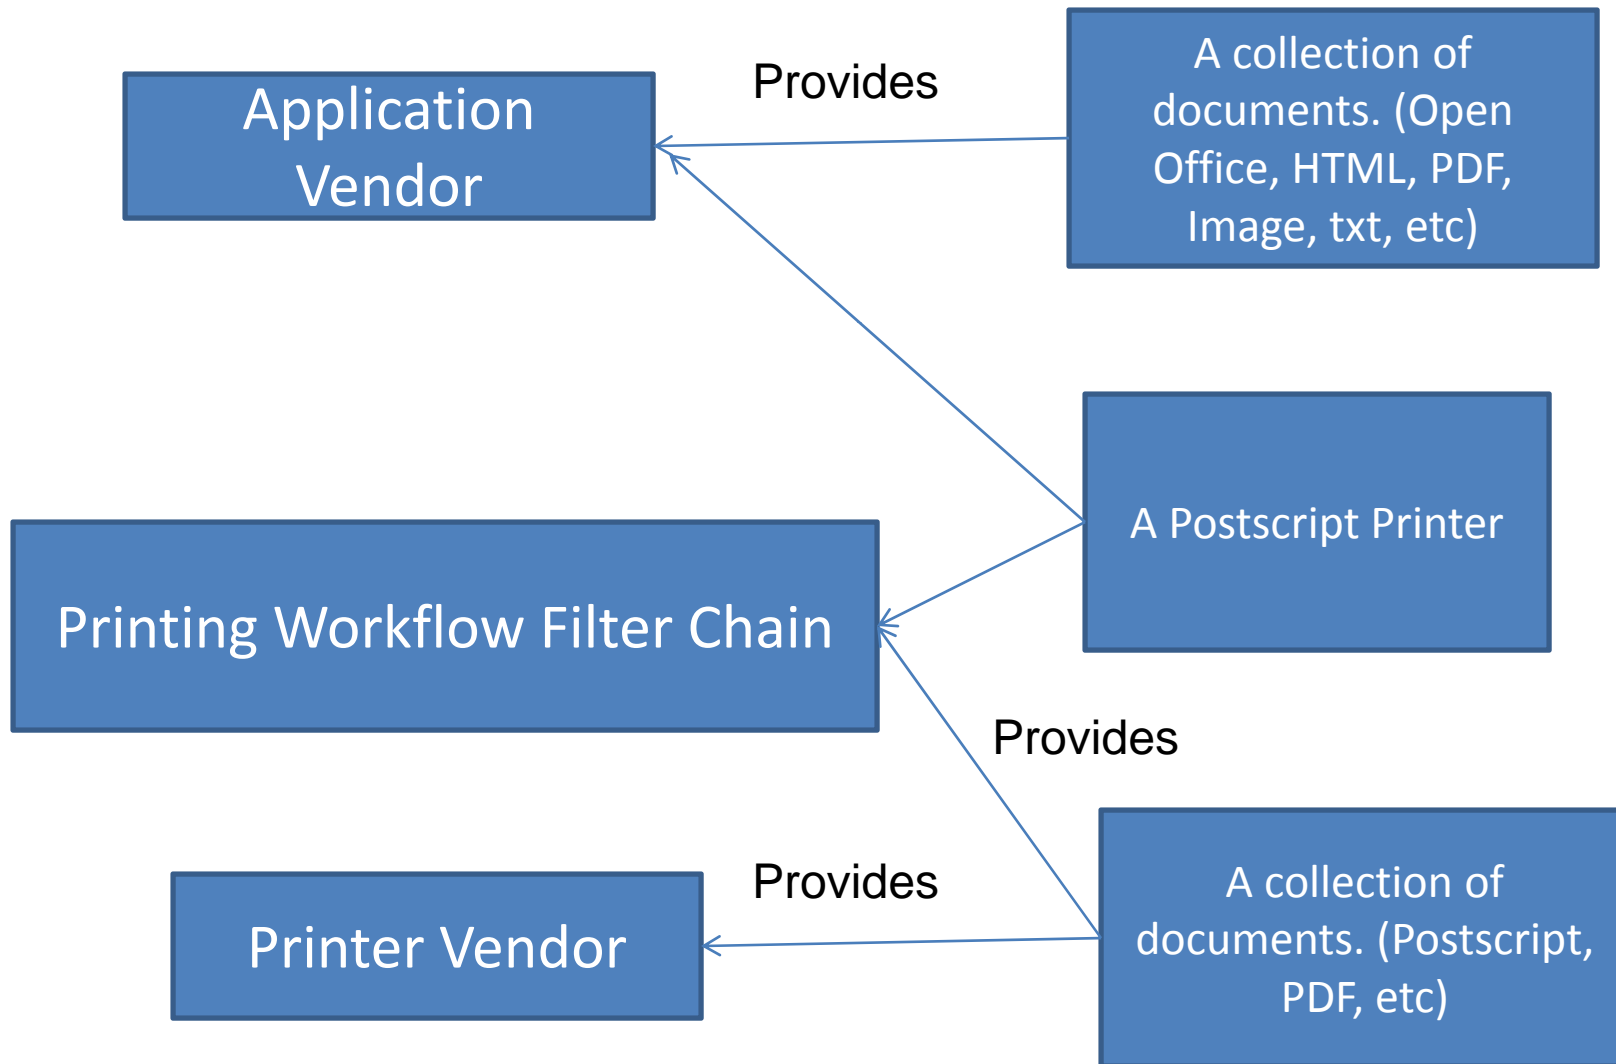 Application
Vendor
Provides
A collection of
documents. (Open
Office, HTML, PDF,
Image, txt, etc)
A Postscript Printer
Printing Workflow Filter Chain
Provides
Provides
Printer Vendor
A collection of
documents. (Postscript,
PDF, etc)